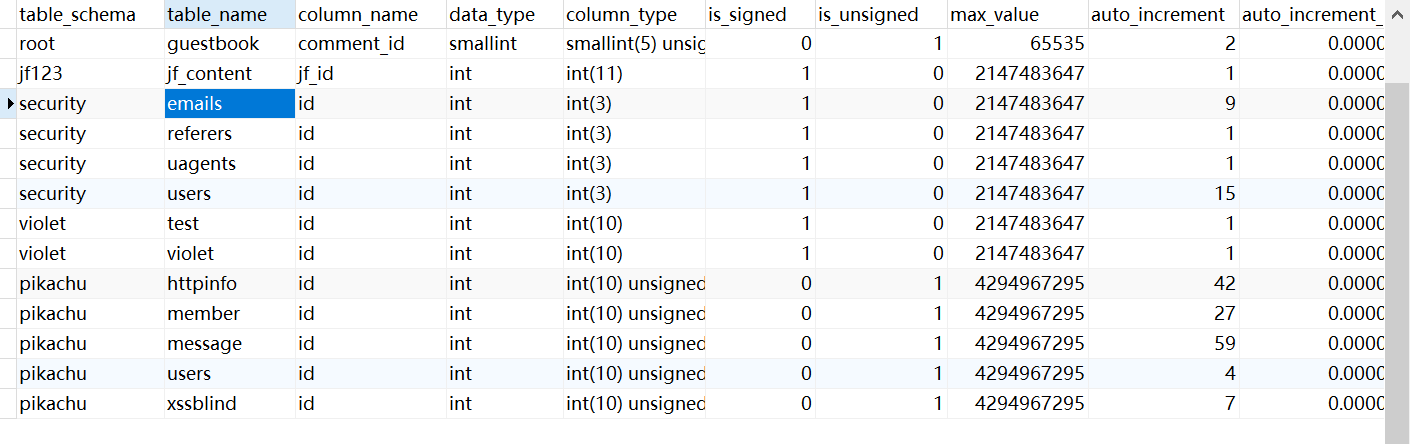 table_schema table_name column_name data_type column_type is_signed is_unsigned max_value auto_increment auto_increment_
root guestbook comment_id smallint smallint(5) unsig 0 1 65535 2 0.0000
jf123 jf_content jf_id int int(11) 1 0 2147483647 1 0.0000
security emails id int int(3) 1 0 2147483647 9 0.0000
security referers id int int(3) 1 0 2147483647 1 0.0000
security uagents id int int(3) 1 0 2147483647 1 0.0000
security users id int int(3) 1 0 2147483647 15 0.0000
violet test id int int(10) 1 0 2147483647 1 0.0000
violet violet id int int(10) 1 0 2147483647 1 0.0000
pikachu httpinfo id int int(10) unsigned 0 1 4294967295 42 0.0000
pikachu member id int int(10) unsigned 0 1 4294967295 27 0.0000
pikachu message id int int(10) unsigned 0 1 4294967295 59 0.0000
pikachu users id int int(10) unsigned 0 1 4294967295 4 0.0000
pikachu xssblind id int int(10) unsigned 0 1 4294967295 7 0.0000